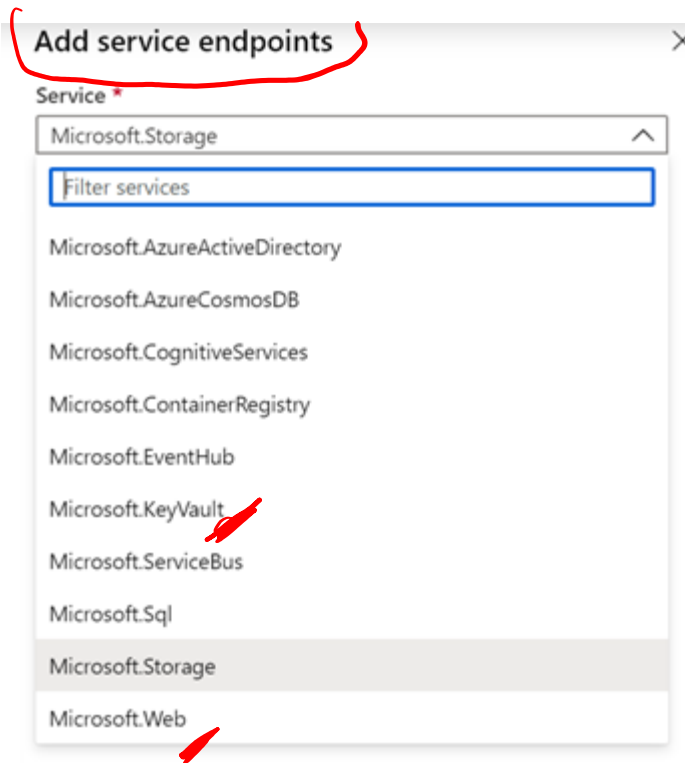 Add service endpoints
Service *
Microsoft.Storage
Filter services
Microsoft.AzureActiveDirectory
Microsoft.AzureCosmosDB
Microsoft.CognitiveServices
Microsoft.ContainerRegistry
Microsoft.EventHub
Microsoft.KeyVault
Microsoft.ServiceBus
Microsoft.Sql
Microsoft.Storage
Microsoft.Web